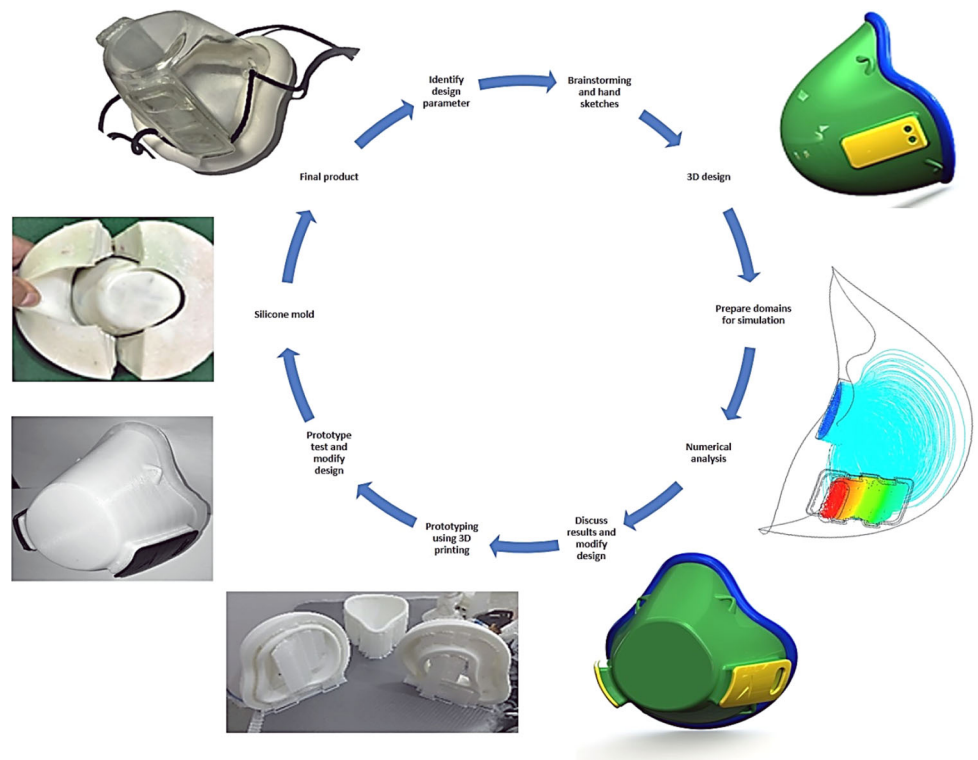 Identify
design
parameter
Brainstorming
and hand
sketches
3D design
Prepare domains
for simulation
Numerical
analysis
Discuss
results and
modify
design
Prototyping
using 3D
printing
Prototype
test and
modify
design
Silicone mold
Final product